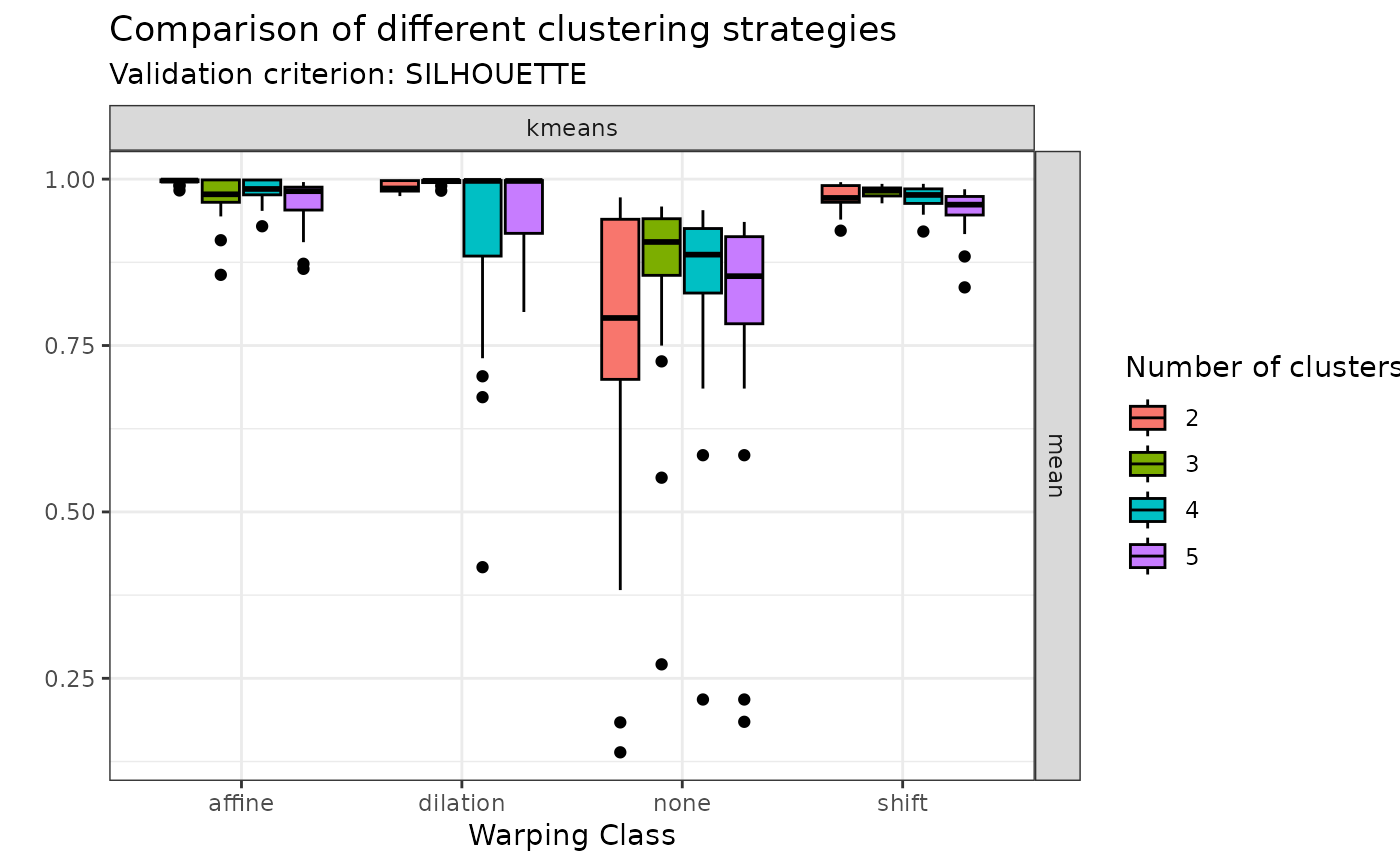 Comparison of different clustering strategies
Validation criterion: SILHOUETTE
kmeans
mean
1.00
0.75
0.50
0.25
affine dilation none shift
Warping Class
Number of clusters
2
3
4
5